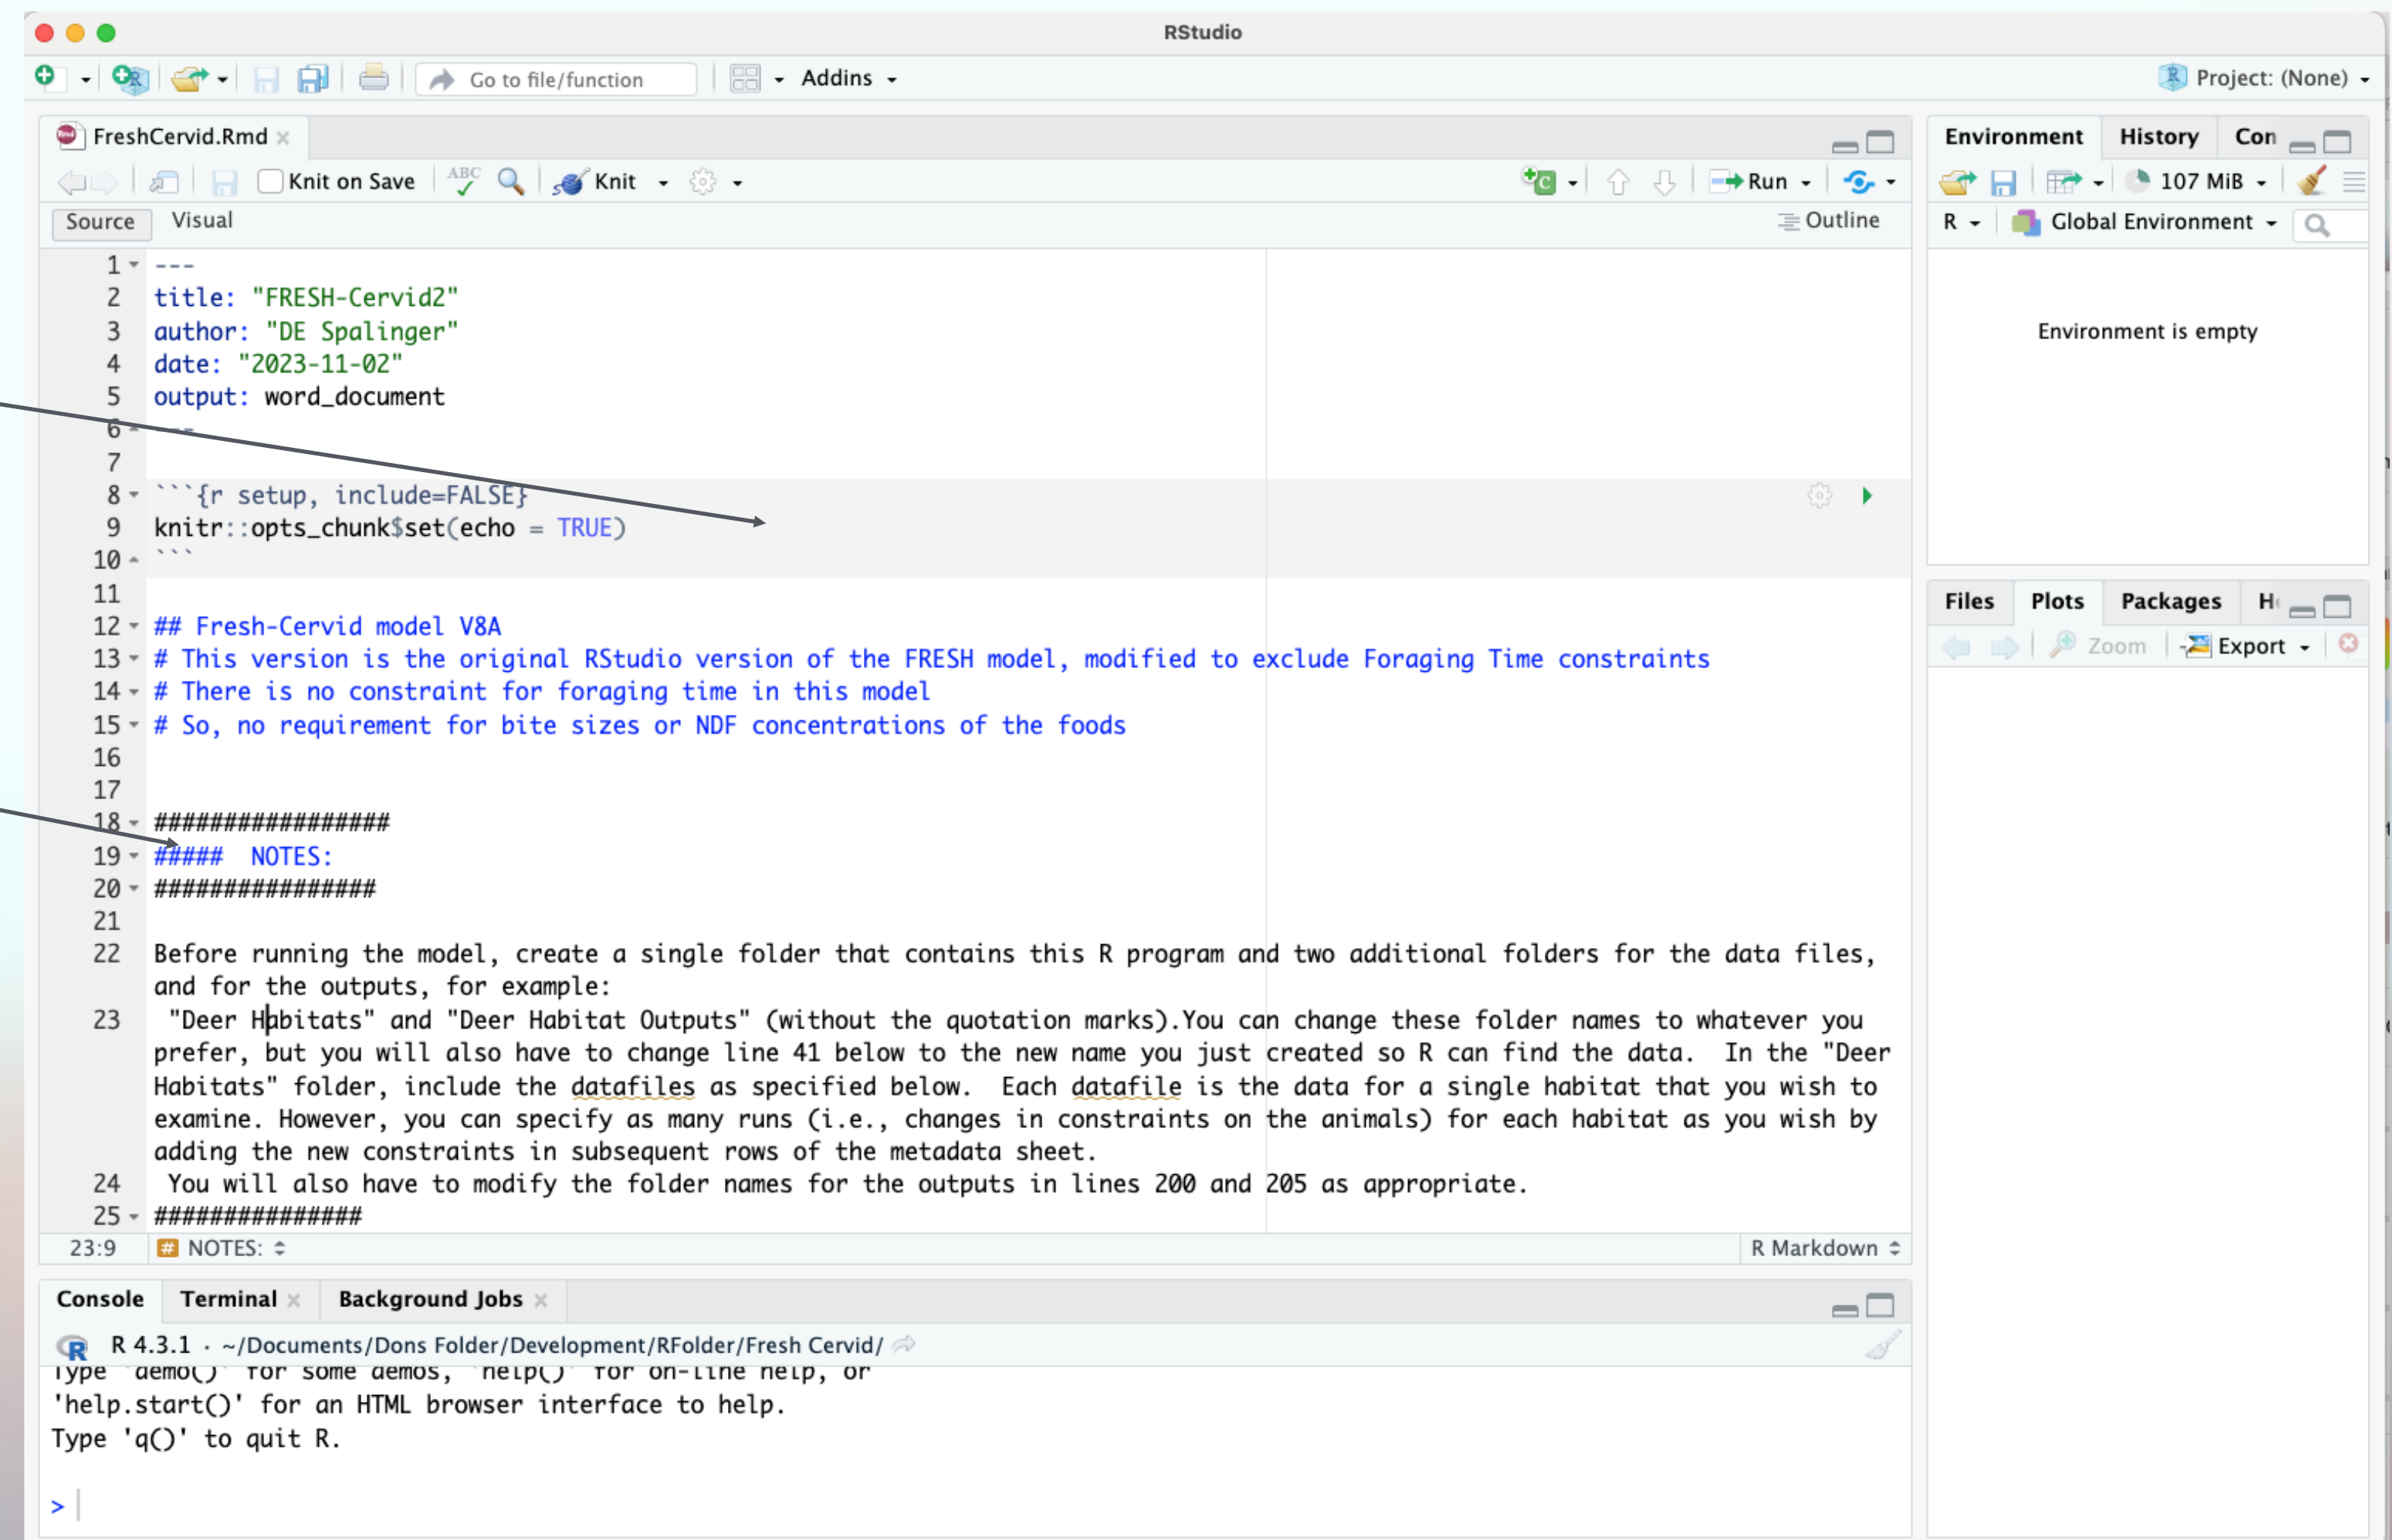 RStudio
Go to file/function
Addins
Project: (None)
FreshCervid.Rmd
Knit on Save
ABC
Knit
Run
Source
Visual
Outline
1 ---
2 title: "FRESH-Cervid2"
3 author: "DE Spalinger"
4 date: "2023-11-02"
5 output: word_document
6 ---
7
8 ```{r setup, include=FALSE}
9 knitr::opts_chunk$set(echo = TRUE)
10 ```
11
12 ## Fresh-Cervid model V8A
13 # This version is the original RStudio version of the FRESH model, modified to exclude Foraging Time constraints
14 # There is no constraint for foraging time in this model
15 # So, no requirement for bite sizes or NDF concentrations of the foods
16
17
18 #################
19 ##### NOTES:
20 ################
21
22 Before running the model, create a single folder that contains this R program and two additional folders for the data files,
and for the outputs, for example:
23 "Deer Habitats" and "Deer Habitat Outputs" (without the quotation marks).You can change these folder names to whatever you
prefer, but you will also have to change line 41 below to the new name you just created so R can find the data. In the "Deer
Habitats" folder, include the datafiles as specified below. Each datafile is the data for a single habitat that you wish to
examine. However, you can specify as many runs (i.e., changes in constraints on the animals) for each habitat as you wish by
adding the new constraints in subsequent rows of the metadata sheet.
24 You will also have to modify the folder names for the outputs in lines 200 and 205 as appropriate.
25 ###############
23:9
# NOTES:
R Markdown
Console
Terminal
Background Jobs
R 4.3.1 · ~/Documents/Dons Folder/Development/RFolder/Fresh Cervid/
Type 'demo()' for some demos, 'help()' for on-line help, or
'help.start()' for an HTML browser interface to help.
Type 'q()' to quit R.
>
Environment
History
Con
107 MiB
R
Global Environment
Environment is empty
Files
Plots
Packages
Zoom
Export